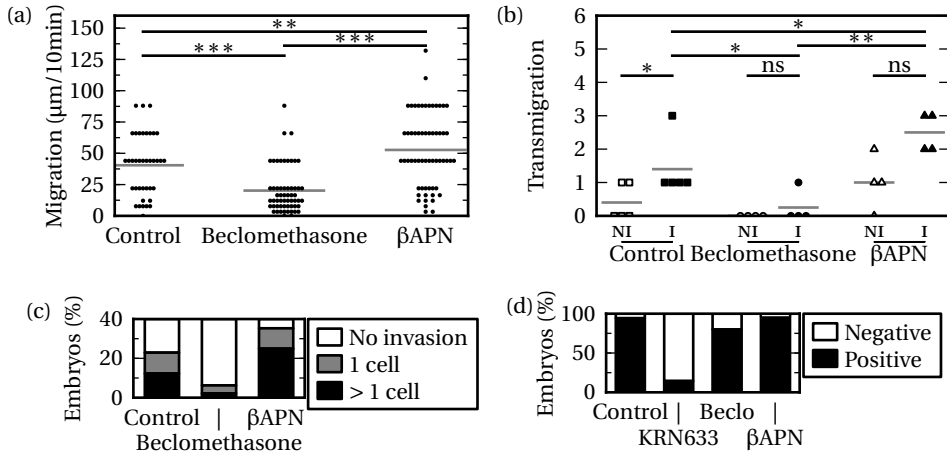 (a)
Migration (μm/10min)
150
125
100
75
50
25
0
**
***
***
Control
Beclomethasone
βAPN
(b)
Transmigration
6
5
4
3
2
1
0
*
*
**
*
ns
ns
NI I NI I NI I
Control Beclomethasone βAPN
(c)
Embryos (%)
40
20
0
Control | βAPN
Beclomethasone
No invasion
1 cell
> 1 cell
(d)
Embryos (%)
100
50
0
Control | Beclo |
KRN633 βAPN
Negative
Positive